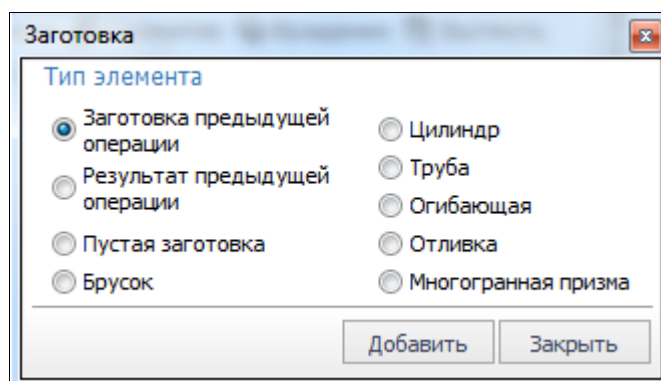 Заготовка
Тип элемента
Заготовка предыдущей
операции
Результат предыдущей
операции
Пустая заготовка
Брусок
Цилиндр
Труба
Огибающая
Отливка
Многогранная призма
Добавить
Закрыть